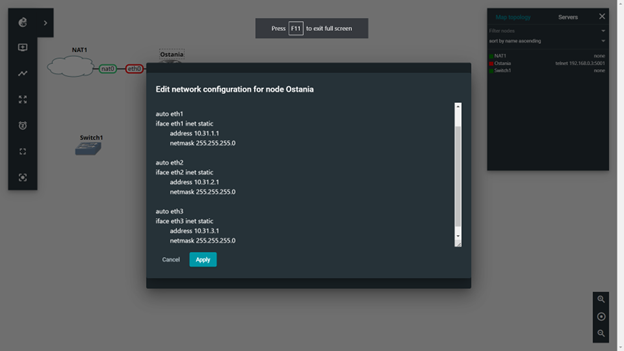 Press F11 to exit full screen
Map topology Servers
Filter nodes
sort by name ascending
NAT1 none
Ostania telnet 192.168.0.3:5001
Switch1 none
NAT1
Ostania
nat0
eth0
Switch1
Edit network configuration for node Ostania
auto eth1
iface eth1 inet static
address 10.31.1.1
netmask 255.255.255.0
auto eth2
iface eth2 inet static
address 10.31.2.1
netmask 255.255.255.0
auto eth3
iface eth3 inet static
address 10.31.3.1
netmask 255.255.255.0
Cancel Apply